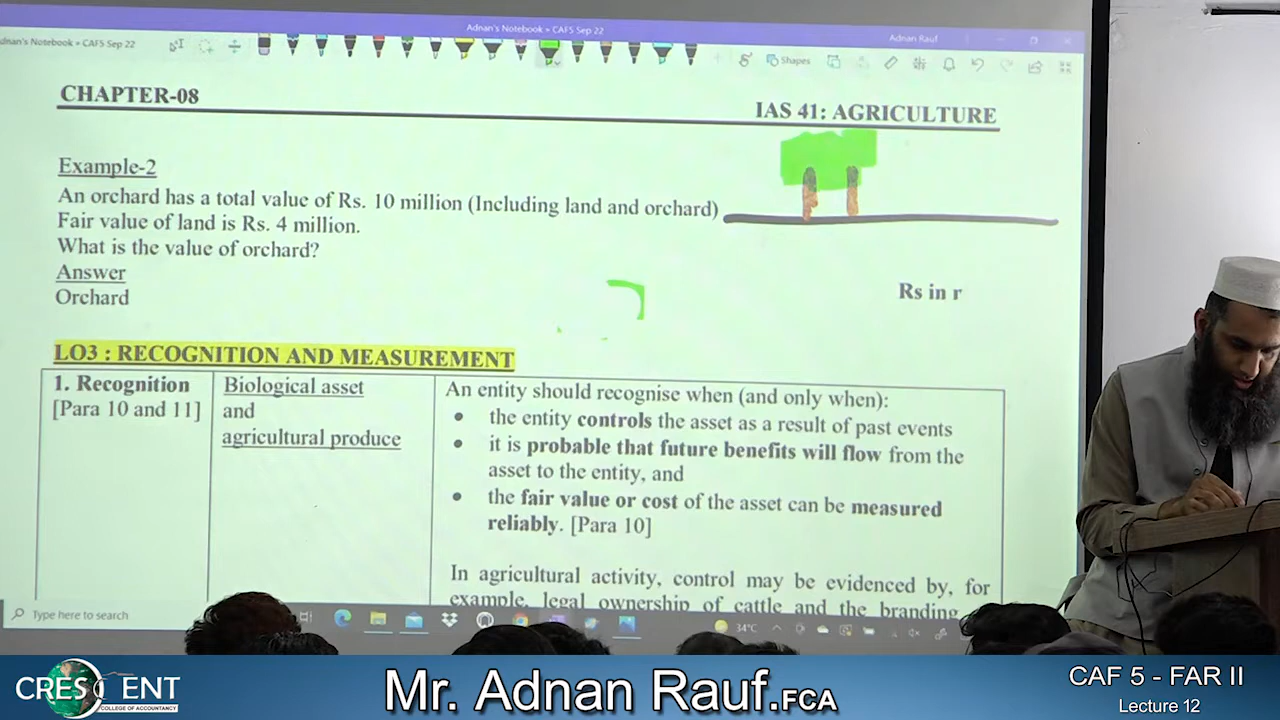 Adnan's Notebook » CAF5 Sep 22
Adnan Rauf
Notebook » CAF5 Sep 22
Shapes
CHAPTER-08
IAS 41: AGRICULTURE
Example-2
An orchard has a total value of Rs. 10 million (Including land and orchard)
Fair value of land is Rs. 4 million.
What is the value of orchard?
Answer
Orchard
Rs in
LO3 : RECOGNITION AND MEASUREMENT
1. Recognition
[Para 10 and 11]
Biological asset
and
agricultural produce
An entity should recognise when (and only when):
• the entity controls the asset as a result of past events
• it is probable that future benefits will flow from the
asset to the entity, and
• the fair value or cost of the asset can be measured
reliably. [Para 10]
In agricultural activity, control may be evidenced by, for
example, legal ownership of cattle and the branding
Type here to search
34°C
CRESCENT
COLLEGE OF ACCOUNTANCY
Mr. Adnan Rauf.FCA
CAF 5 - FAR II
Lecture 12